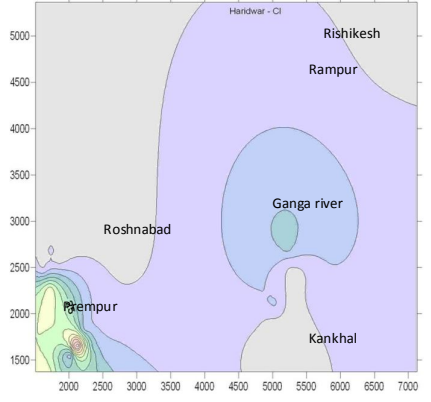 Haridwar - Cl
5000
Rishikesh
Rampur
4500
4000
3500
Ganga river
3000
Roshnabad
2500
Prempur
2000
Kankhal
1500
2000 2500 3000 3500 4000 4500 5000 5500 6000 6500 7000